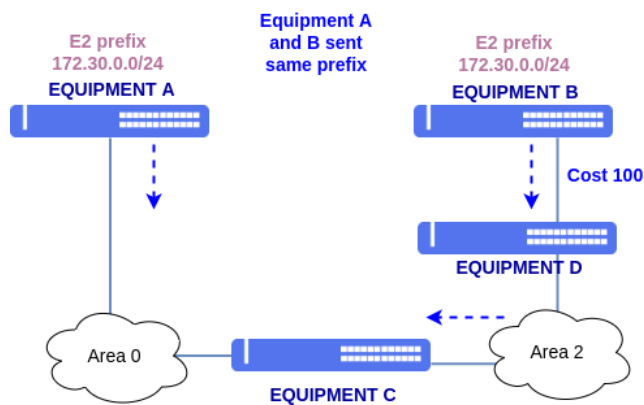 E2 prefix
172.30.0.0/24
EQUIPMENT A
Equipment A
and B sent
same prefix
E2 prefix
172.30.0.0/24
EQUIPMENT B
Cost 100
EQUIPMENT D
Area 0
Area 2
EQUIPMENT C